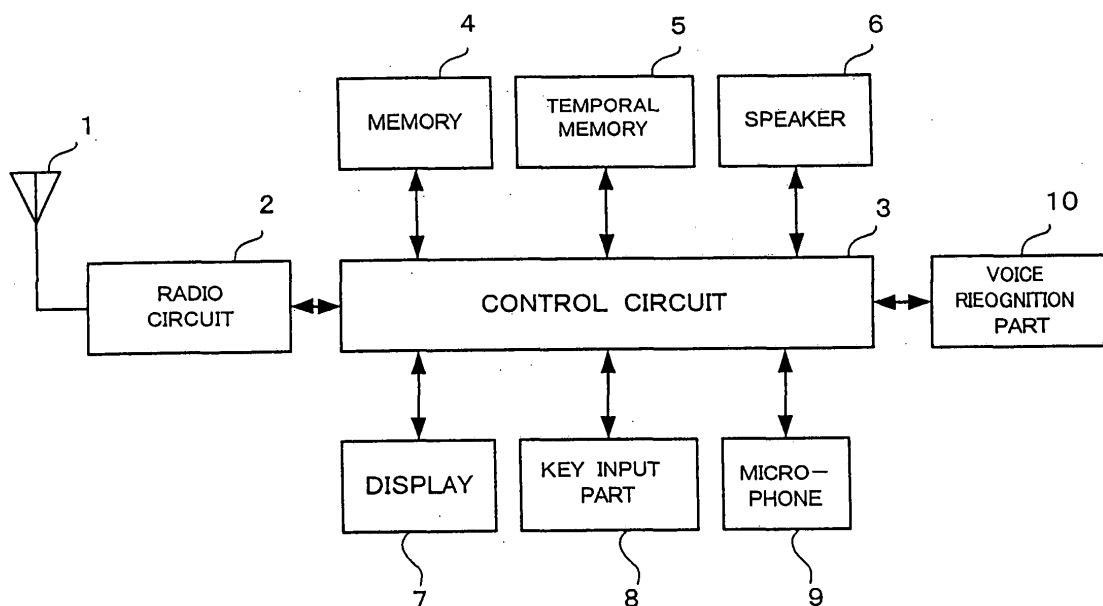 4
5
6
MEMORY
TEMPORAL
MEMORY
SPEAKER
1
2
3
10
RADIO
CIRCUIT
CONTROL CIRCUIT
VOICE
RIEOGNITION
PART
DISPLAY
KEY INPUT
PART
MICRO-
PHONE
7
8
9